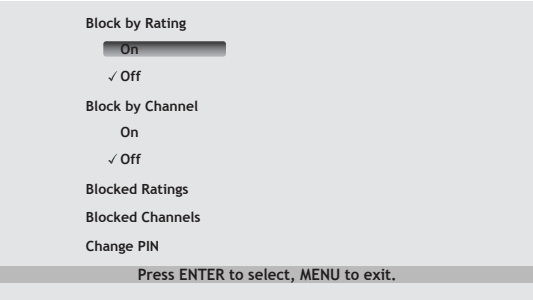 Block by Rating
On
✓ Off
Block by Channel
On
✓ Off
Blocked Ratings
Blocked Channels
Change PIN
Press ENTER to select, MENU to exit.